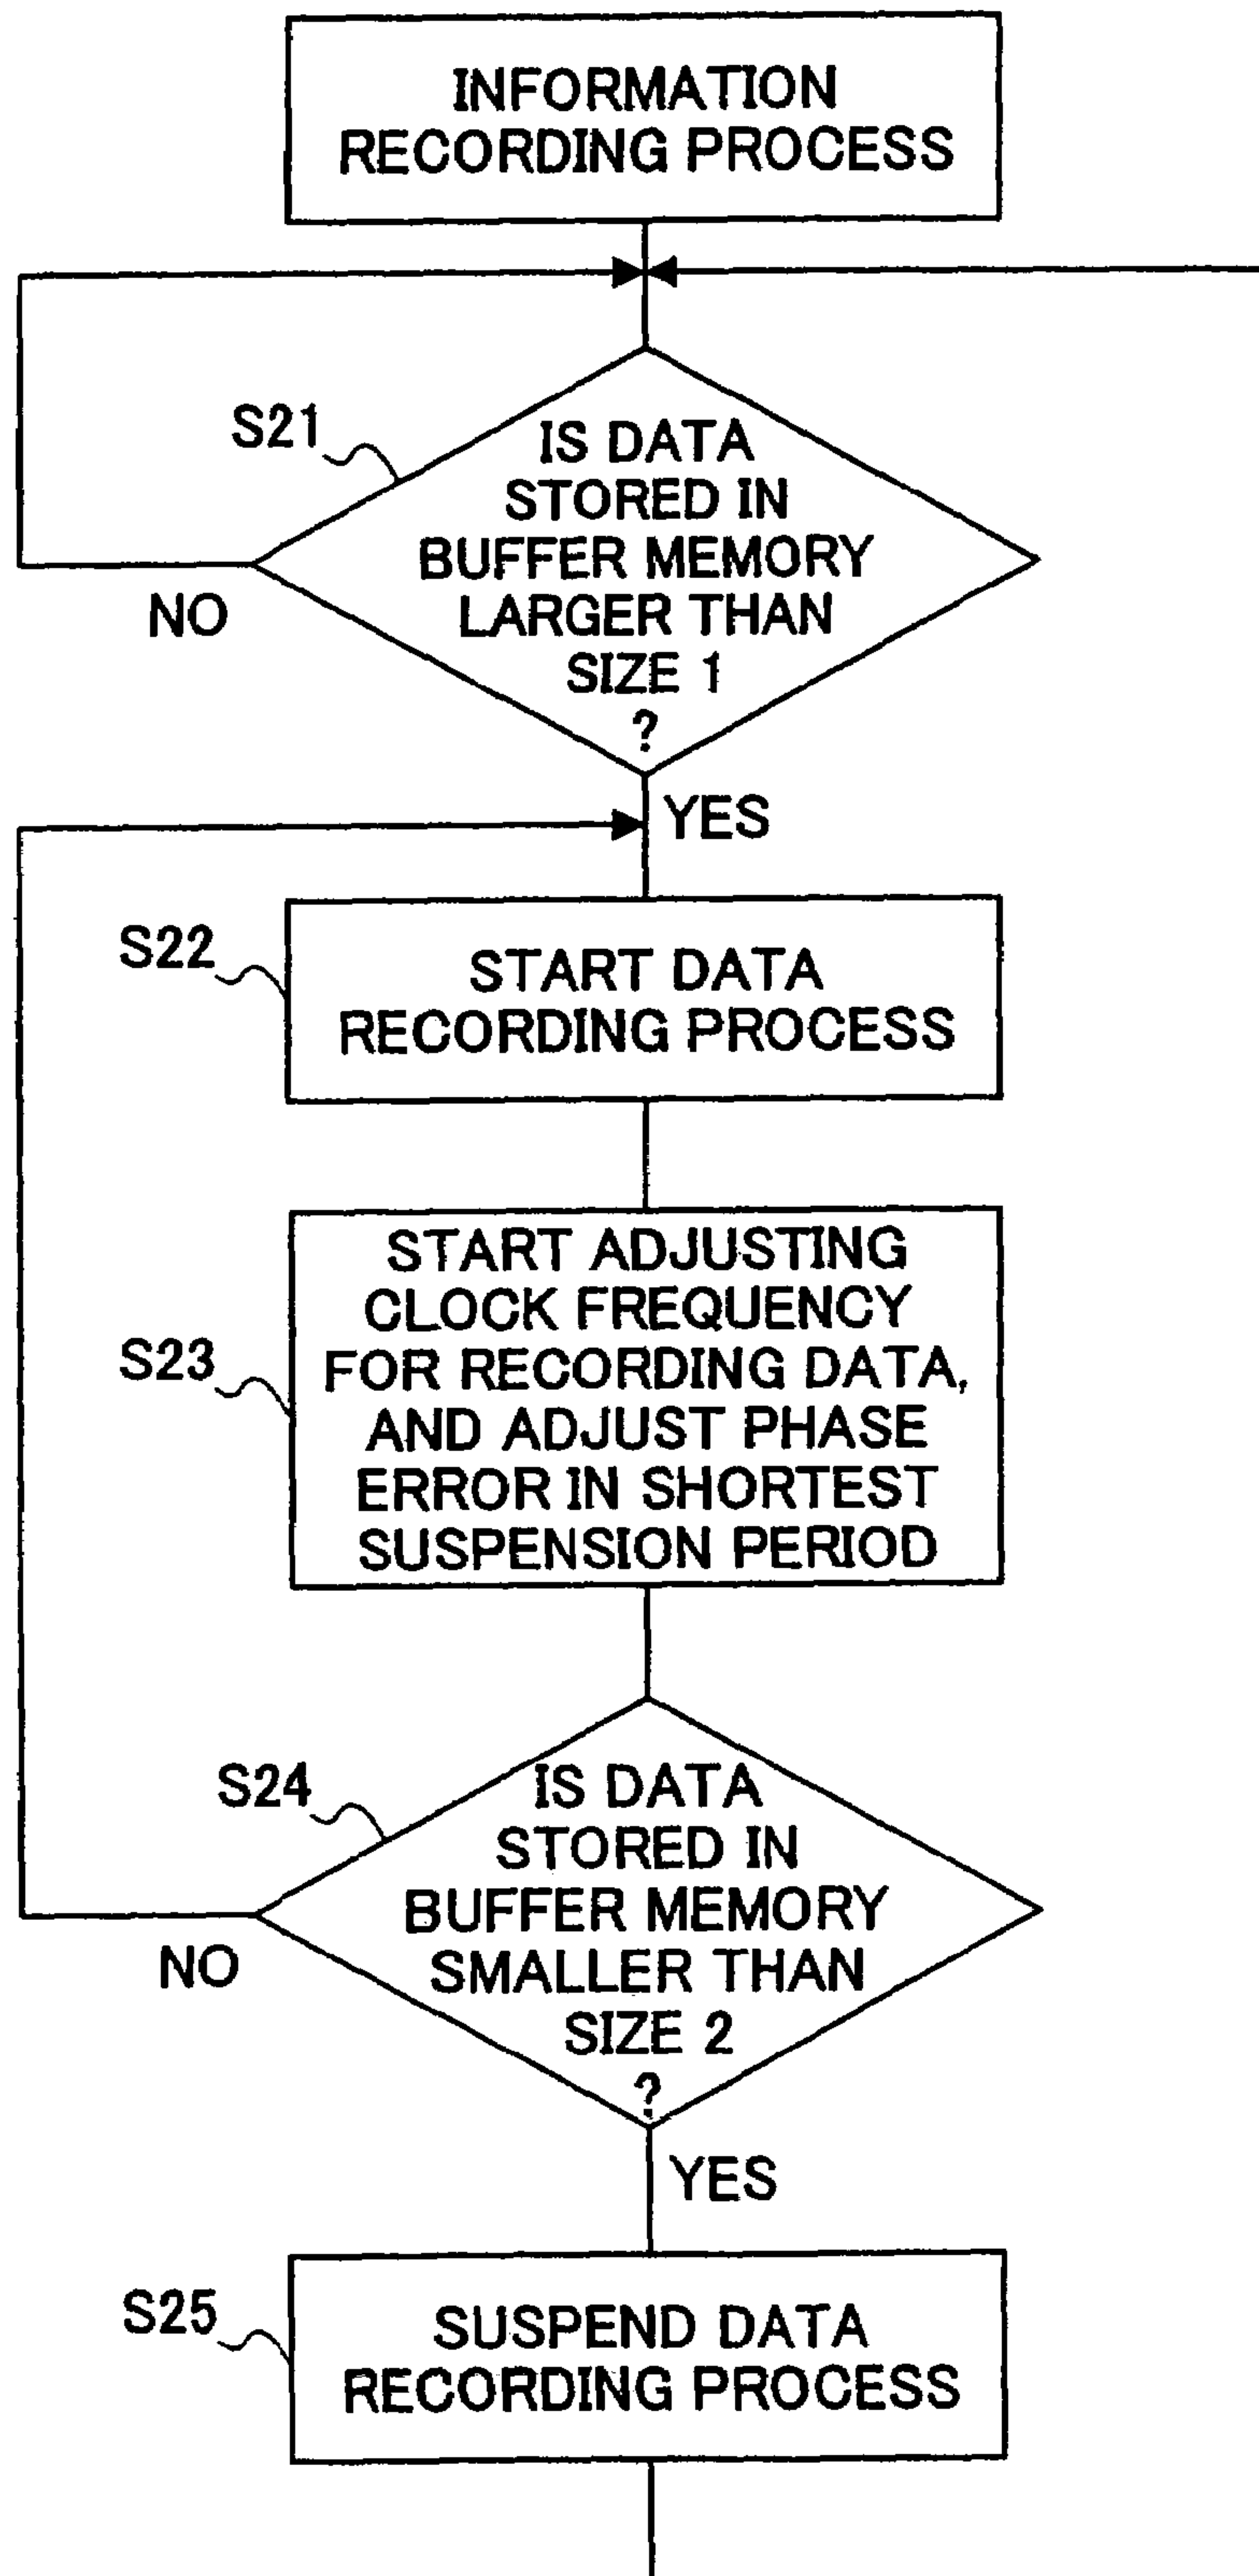 INFORMATION
RECORDING PROCESS
S21
IS DATA
STORED IN
BUFFER MEMORY
LARGER THAN
SIZE 1
?
NO
YES
S22
START DATA
RECORDING PROCESS
S23
START ADJUSTING
CLOCK FREQUENCY
FOR RECORDING DATA,
AND ADJUST PHASE
ERROR IN SHORTEST
SUSPENSION PERIOD
S24
IS DATA
STORED IN
BUFFER MEMORY
SMALLER THAN
SIZE 2
?
NO
YES
S25
SUSPEND DATA
RECORDING PROCESS